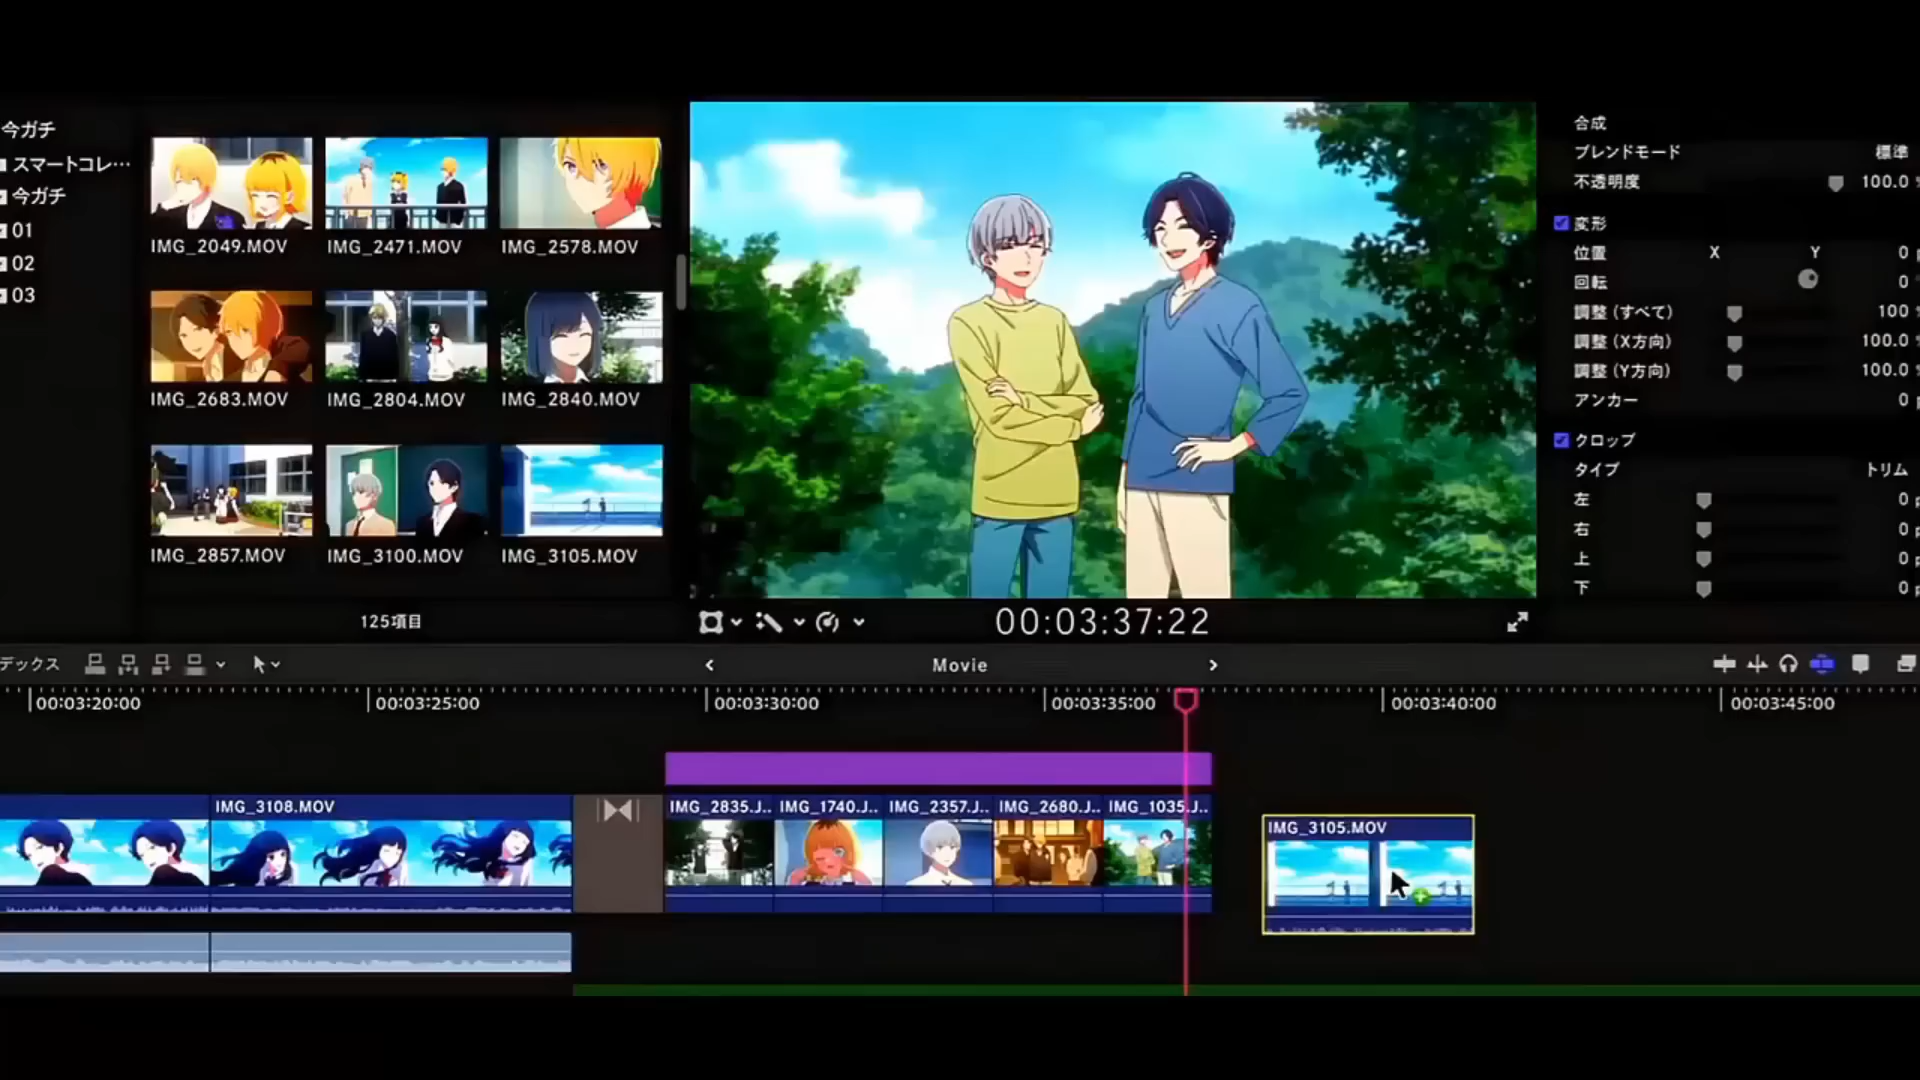 今ガチ
スマートコレ…
今ガチ
01
02
03
IMG_2049.MOV
IMG_2471.MOV
IMG_2578.MOV
IMG_2683.MOV
IMG_2804.MOV
IMG_2840.MOV
IMG_2857.MOV
IMG_3100.MOV
IMG_3105.MOV
125項目
00:03:37:22
合成
ブレンドモード 標準
不透明度 100.0 %
変形
位置 X Y 0 p
回転 0 °
調整 (すべて) 100 %
調整 (X方向) 100.0 %
調整 (Y方向) 100.0 %
アンカー 0 p
クロップ
タイプ トリム
左 0 p
右 0 p
上 0 p
下 0 p
デックス
Movie
00:03:20:00
00:03:25:00
00:03:30:00
00:03:35:00
00:03:40:00
00:03:45:00
IMG_3108.MOV
IMG_2835.J..
IMG_1740.J..
IMG_2357.J..
IMG_2680.J..
IMG_1035.J..
IMG_3105.MOV